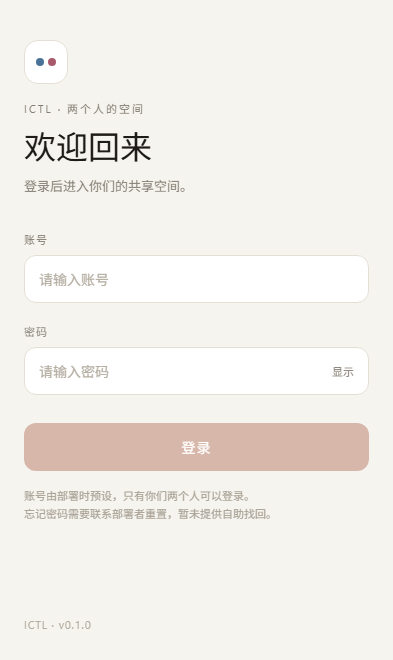 ICTL · 两个人的空间
欢迎回来
登录后进入你们的共享空间。
账号
请输入账号
密码
请输入密码 显示
登录
账号由部署时预设，只有你们两个人可以登录。
忘记密码需要联系部署者重置，暂未提供自助找回。
ICTL · v0.1.0